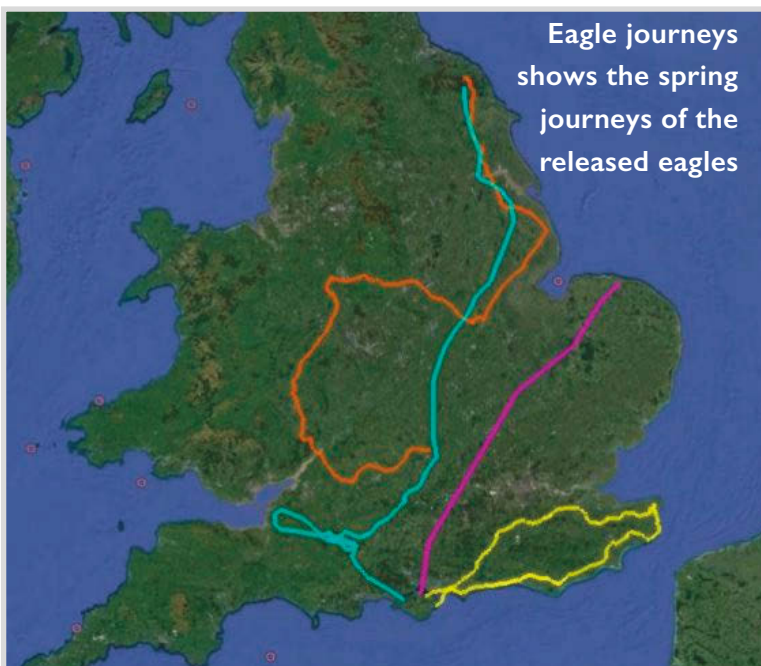 Eagle journeys
shows the spring
journeys of the
released eagles